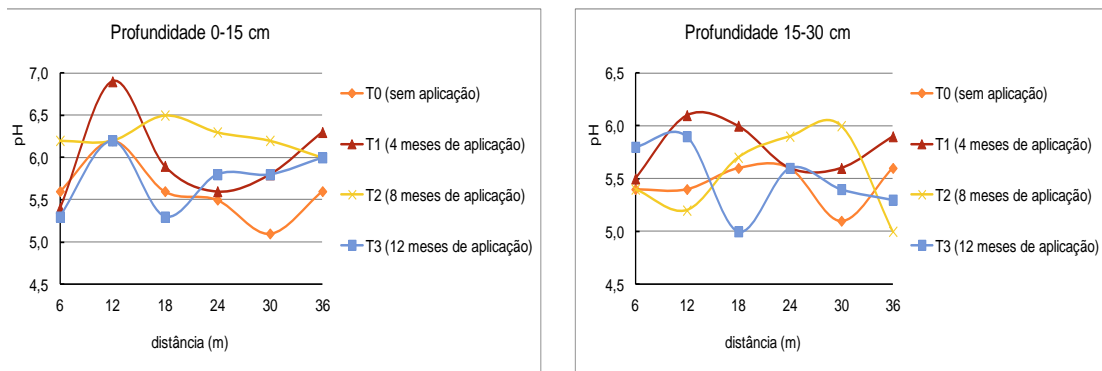 Profundidade 0-15 cm
7,0
6,5
6,0
5,5
5,0
4,5
pH
6 12 18 24 30 36
distância (m)
T0 (sem aplicação)
T1 (4 meses de aplicação)
T2 (8 meses de aplicação)
T3 (12 meses de aplicação)
Profundidade 15-30 cm
6,5
6,0
5,5
5,0
4,5
pH
6 12 18 24 30 36
distância (m)
T0 (sem aplicação)
T1 (4 meses de aplicação)
T2 (8 meses de aplicação)
T3 (12 meses de aplicação)